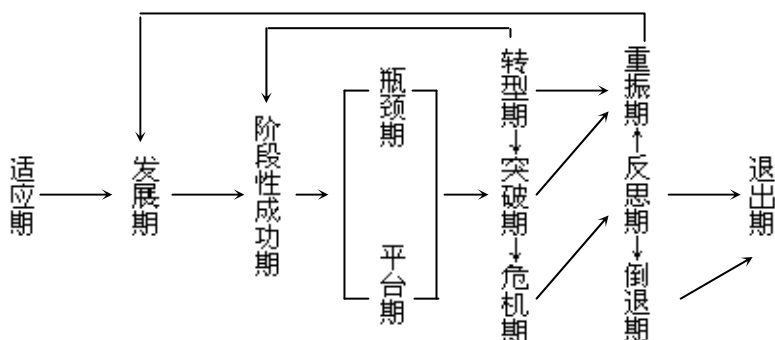 适应期
发展期
阶段性成功期
瓶颈期
平台期
转型期
突破期
危机期
重振期
反思期
倒退期
退出期